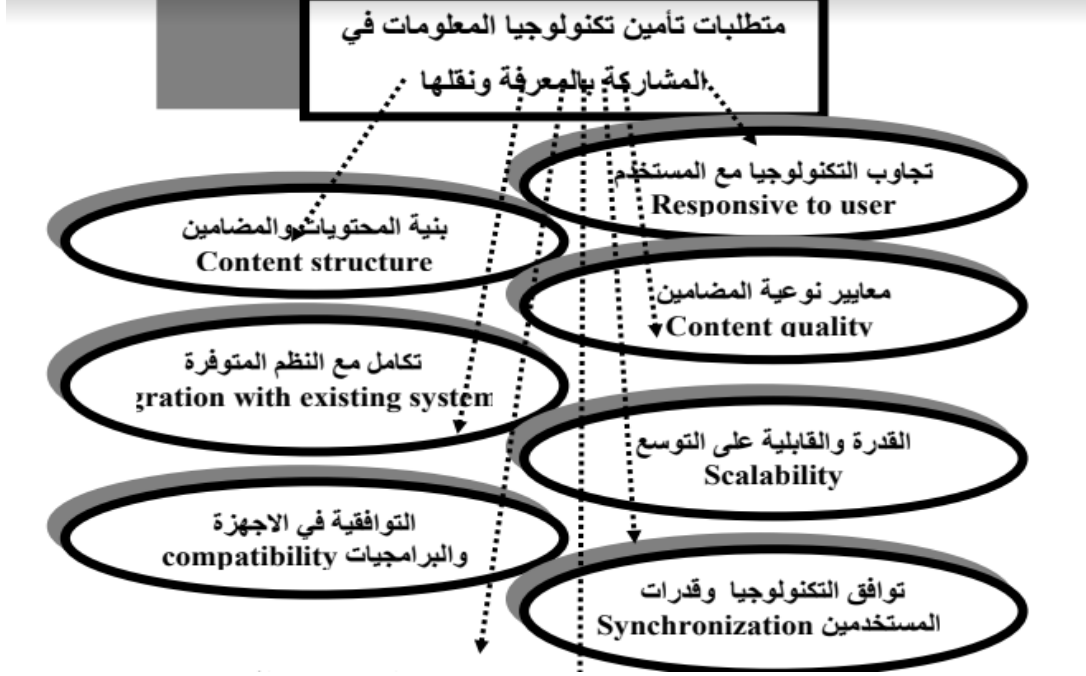 متطلبات تأمين تكنولوجيا المعلومات في
المشاركة بالمعرفة ونقلها
تجاوب التكنولوجيا مع المستخدم
Responsive to user
بنية المحتويات والمضامين
Content structure
معايير نوعية المضامين
Content quality
تكامل مع النظم المتوفرة
gration with existing system
القدرة والقابلية على التوسع
Scalability
التوافقية في الاجهزة
والبرامجيات compatibility
توافق التكنولوجيا وقدرات
المستخدمين Synchronization